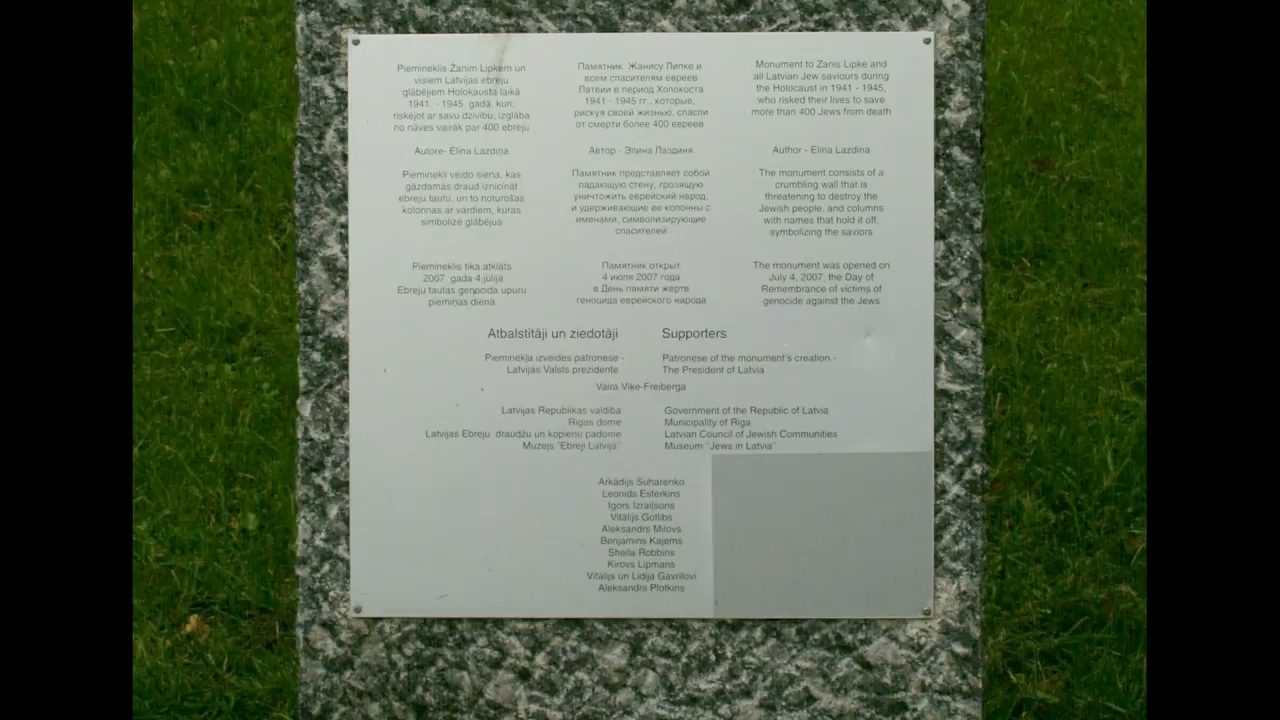 Piemineklis Žanim Lipkem un
visiem Latvijas ebreju
glābējiem Holokausta laikā
1941. - 1945. gadā, kuri,
riskējot ar savu dzīvību, izglāba
no nāves vairāk par 400 ebreju
Autore- Elīna Lazdiņa
Pieminekli veido siena, kas
gāzdamās draud iznīcināt
ebreju tautu, un to noturošas
kolonnas ar vārdiem, kuras
simbolizē glābējus
Piemineklis tika atklāts
2007. gada 4.jūlijā
Ebreju tautas genocīda upuru
piemiņas dienā
Памятник Жанису Липке и
всем спасителям евреев
Латвии в период Холокоста
1941 - 1945 гг., которые,
рискуя своей жизнью, спасли
от смерти более 400 евреев
Автор - Элина Лаздиня
Памятник представляет собой
падающую стену, грозящую
уничтожить еврейский народ,
и удерживающие ее колонны с
именами, символизирующие
спасителей
Памятник открыт
4 июля 2007 года
в День памяти жертв
геноцида еврейского народа
Monument to Zanis Lipke and
all Latvian Jew saviours during
the Holocaust in 1941 - 1945,
who risked their lives to save
more than 400 Jews from death
Author - Elina Lazdina
The monument consists of a
crumbling wall that is
threatening to destroy the
Jewish people, and columns
with names that hold it off,
symbolizing the saviors
The monument was opened on
July 4, 2007, the Day of
Remembrance of victims of
genocide against the Jews
Atbalstītāji un ziedotāji
Supporters
Pieminekļa izveides patronese -
Latvijas Valsts prezidente
Patronese of the monument's creation -
The President of Latvia
Vaira Vīķe-Freiberga
Latvijas Republikas valdība
Rīgas dome
Latvijas Ebreju draudžu un kopienu padome
Muzejs "Ebreji Latvijā"
Government of the Republic of Latvia
Municipality of Riga
Latvian Council of Jewish Communities
Museum "Jews in Latvia"
Arkādijs Suharenko
Leonīds Esterkins
Igors Izraiļsons
Vitālijs Gotlibs
Aleksandrs Milovs
Benjamins Kajems
Sheila Robbins
Kirovs Lipmans
Vitālijs un Lidija Gavrilovi
Aleksandrs Plotkins